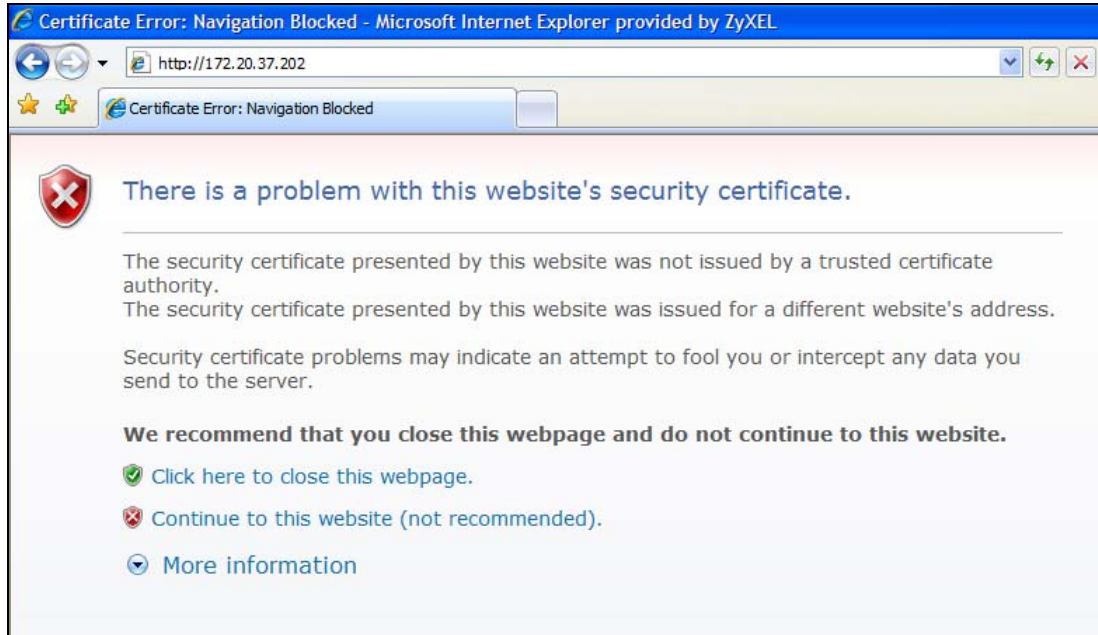 Certificate Error: Navigation Blocked - Microsoft Internet Explorer provided by ZyXEL
http://172.20.37.202
Certificate Error: Navigation Blocked
There is a problem with this website's security certificate.
The security certificate presented by this website was not issued by a trusted certificate
authority.
The security certificate presented by this website was issued for a different website's address.
Security certificate problems may indicate an attempt to fool you or intercept any data you
send to the server.
We recommend that you close this webpage and do not continue to this website.
Click here to close this webpage.
Continue to this website (not recommended).
More information